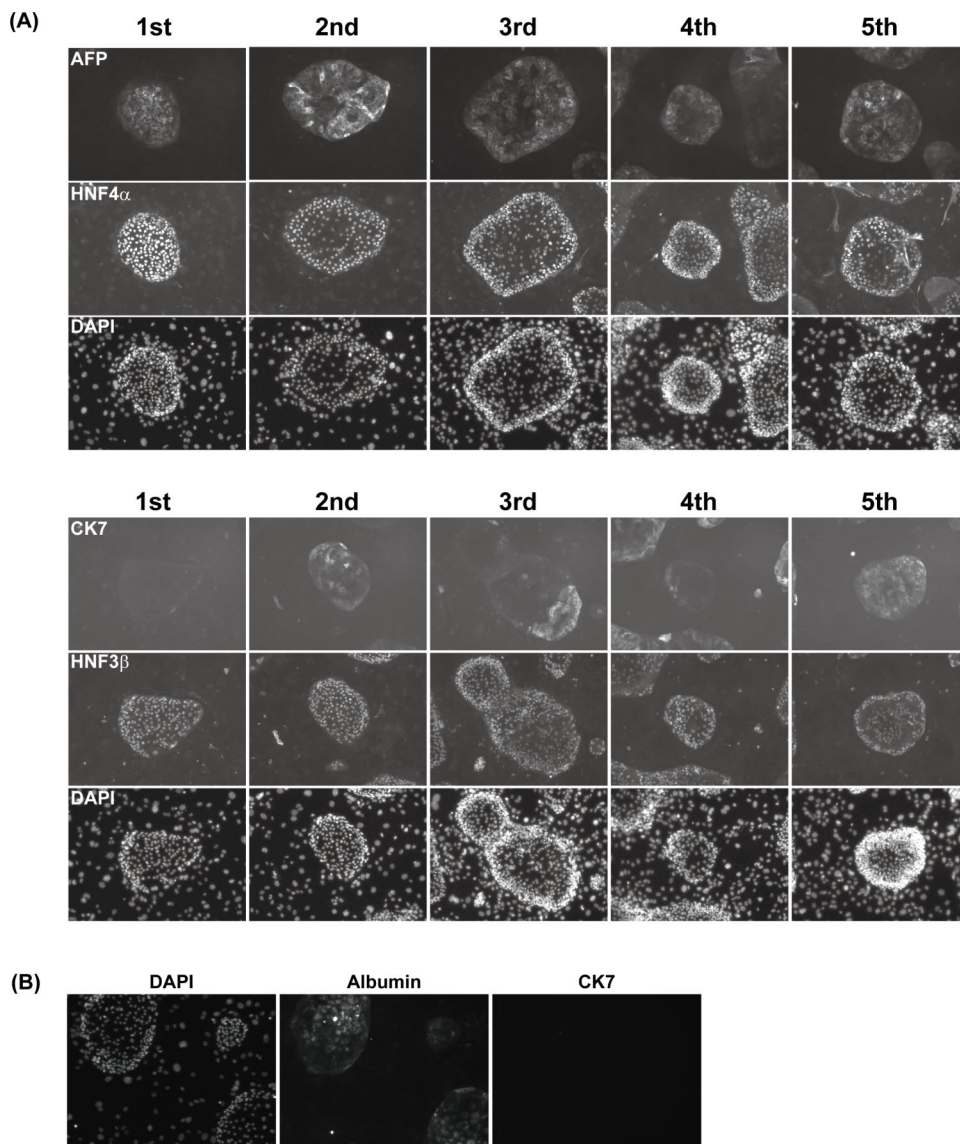 (A)
1st 2nd 3rd 4th 5th
AFP
HNF4α
DAPI
1st 2nd 3rd 4th 5th
CK7
HNF3β
DAPI
(B)
DAPI Albumin CK7